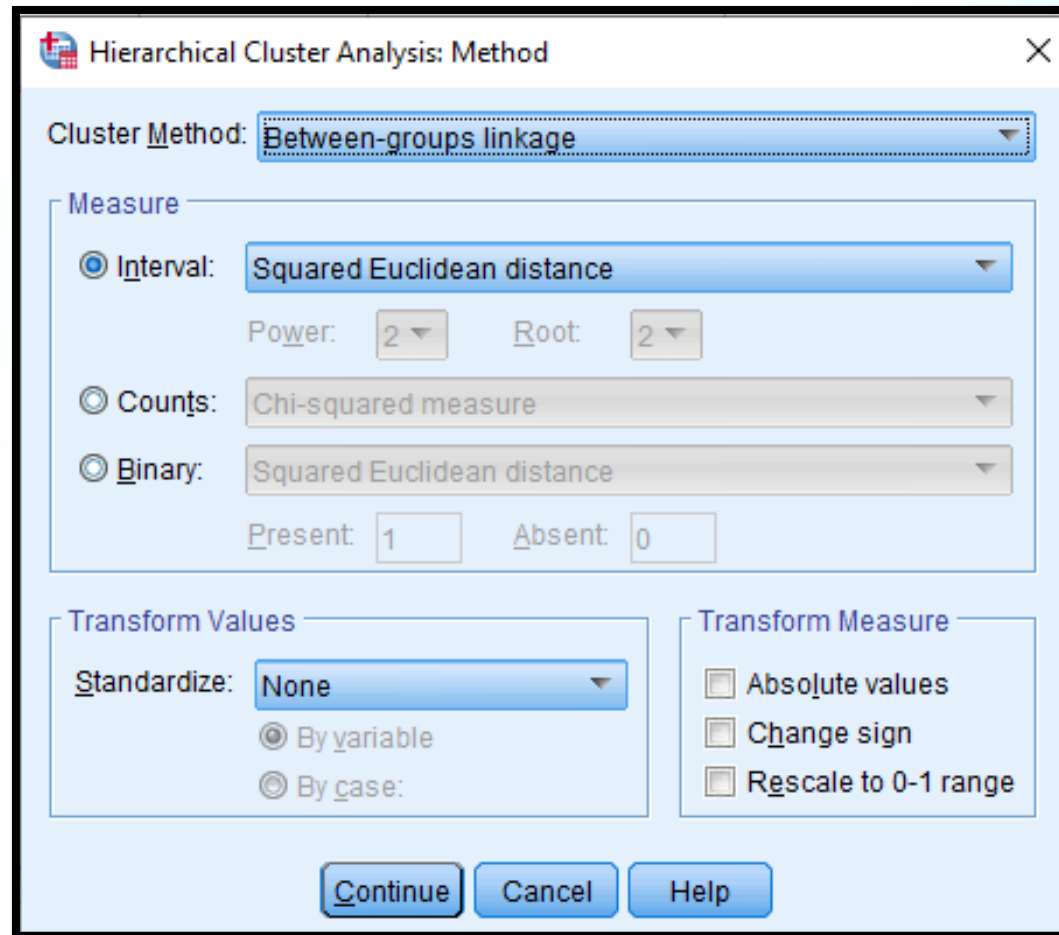 Hierarchical Cluster Analysis: Method
Cluster Method: Between-groups linkage
Measure
Interval: Squared Euclidean distance
Power: 2 Root: 2
Counts: Chi-squared measure
Binary: Squared Euclidean distance
Present: 1 Absent: 0
Transform Values
Standardize: None
By variable
By case:
Transform Measure
Absolute values
Change sign
Rescale to 0-1 range
Continue Cancel Help